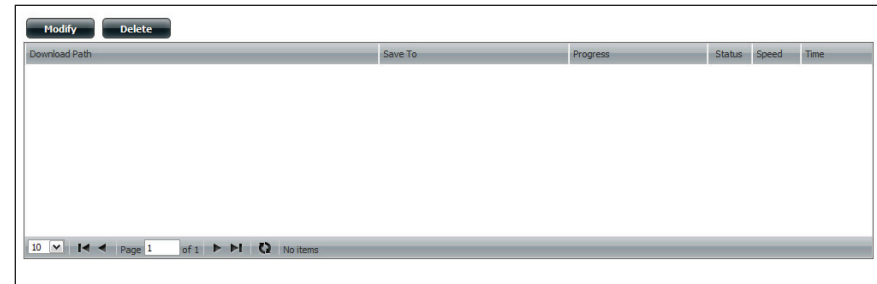 Modify Delete
Download Path Save To Progress Status Speed Time
10 Page 1 of 1 No items